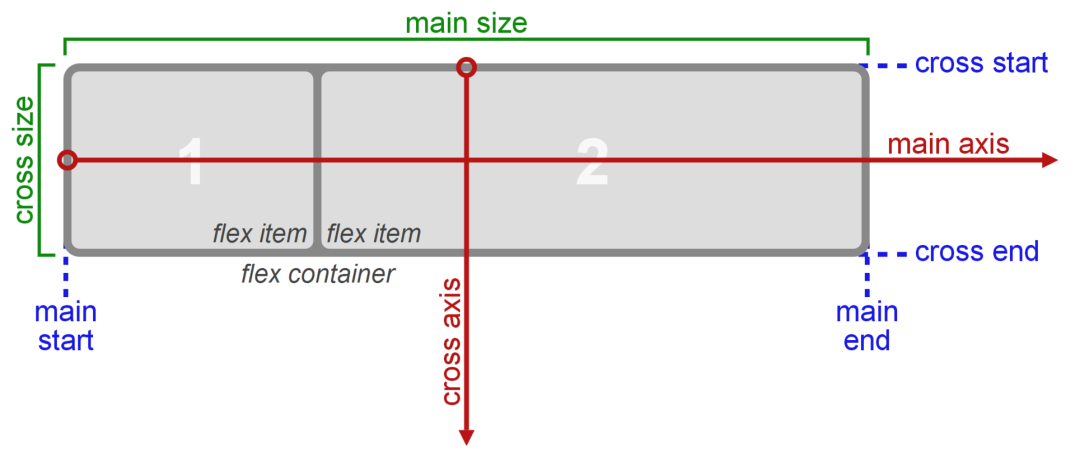 main size
cross start
cross size
1
2
main axis
flex item
flex item
cross end
flex container
cross axis
main
start
main
end